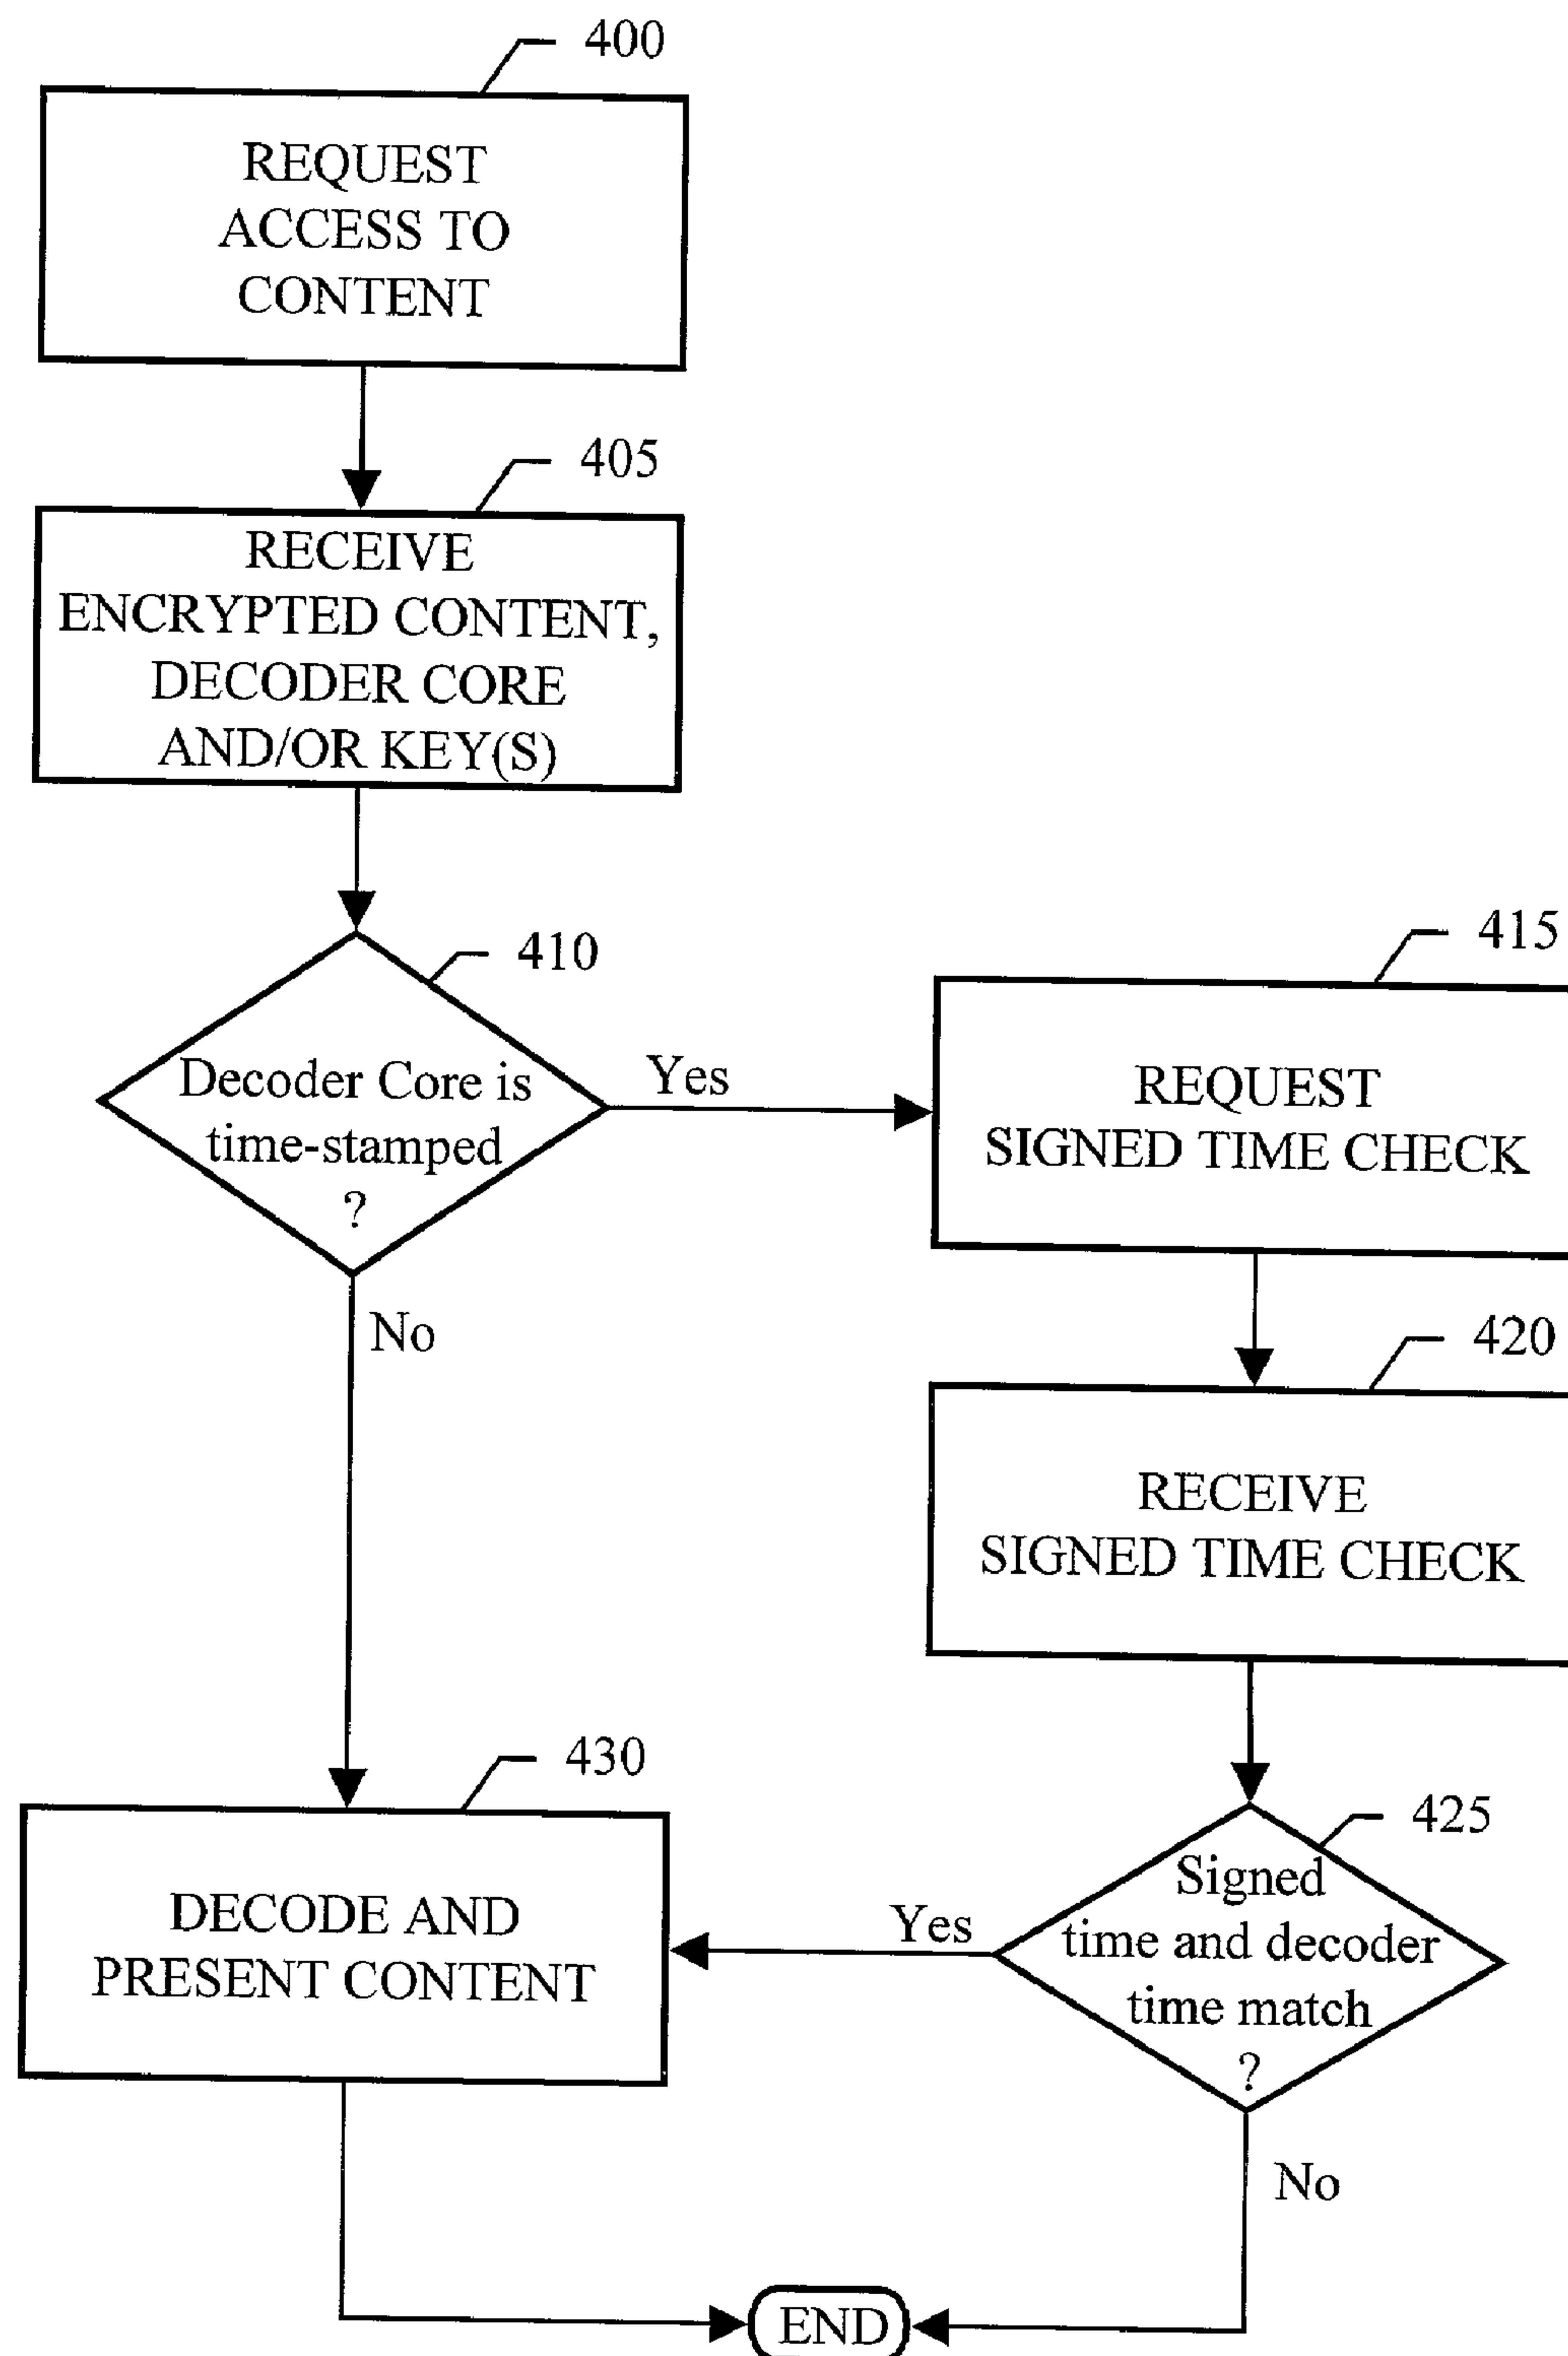 400
REQUEST
ACCESS TO
CONTENT
405
RECEIVE
ENCRYPTED CONTENT,
DECODER CORE
AND/OR KEY(S)
410
Decoder Core is
time-stamped
?
Yes
No
415
REQUEST
SIGNED TIME CHECK
420
RECEIVE
SIGNED TIME CHECK
425
Signed
time and decoder
time match
?
Yes
No
430
DECODE AND
PRESENT CONTENT
END